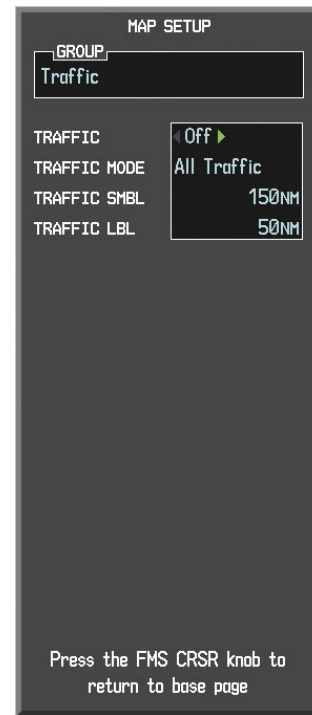 MAP SETUP
GROUP
Traffic
TRAFFIC Off
TRAFFIC MODE All Traffic
TRAFFIC SMBL 150NM
TRAFFIC LBL 50NM
Press the FMS CRSR knob to
return to base page